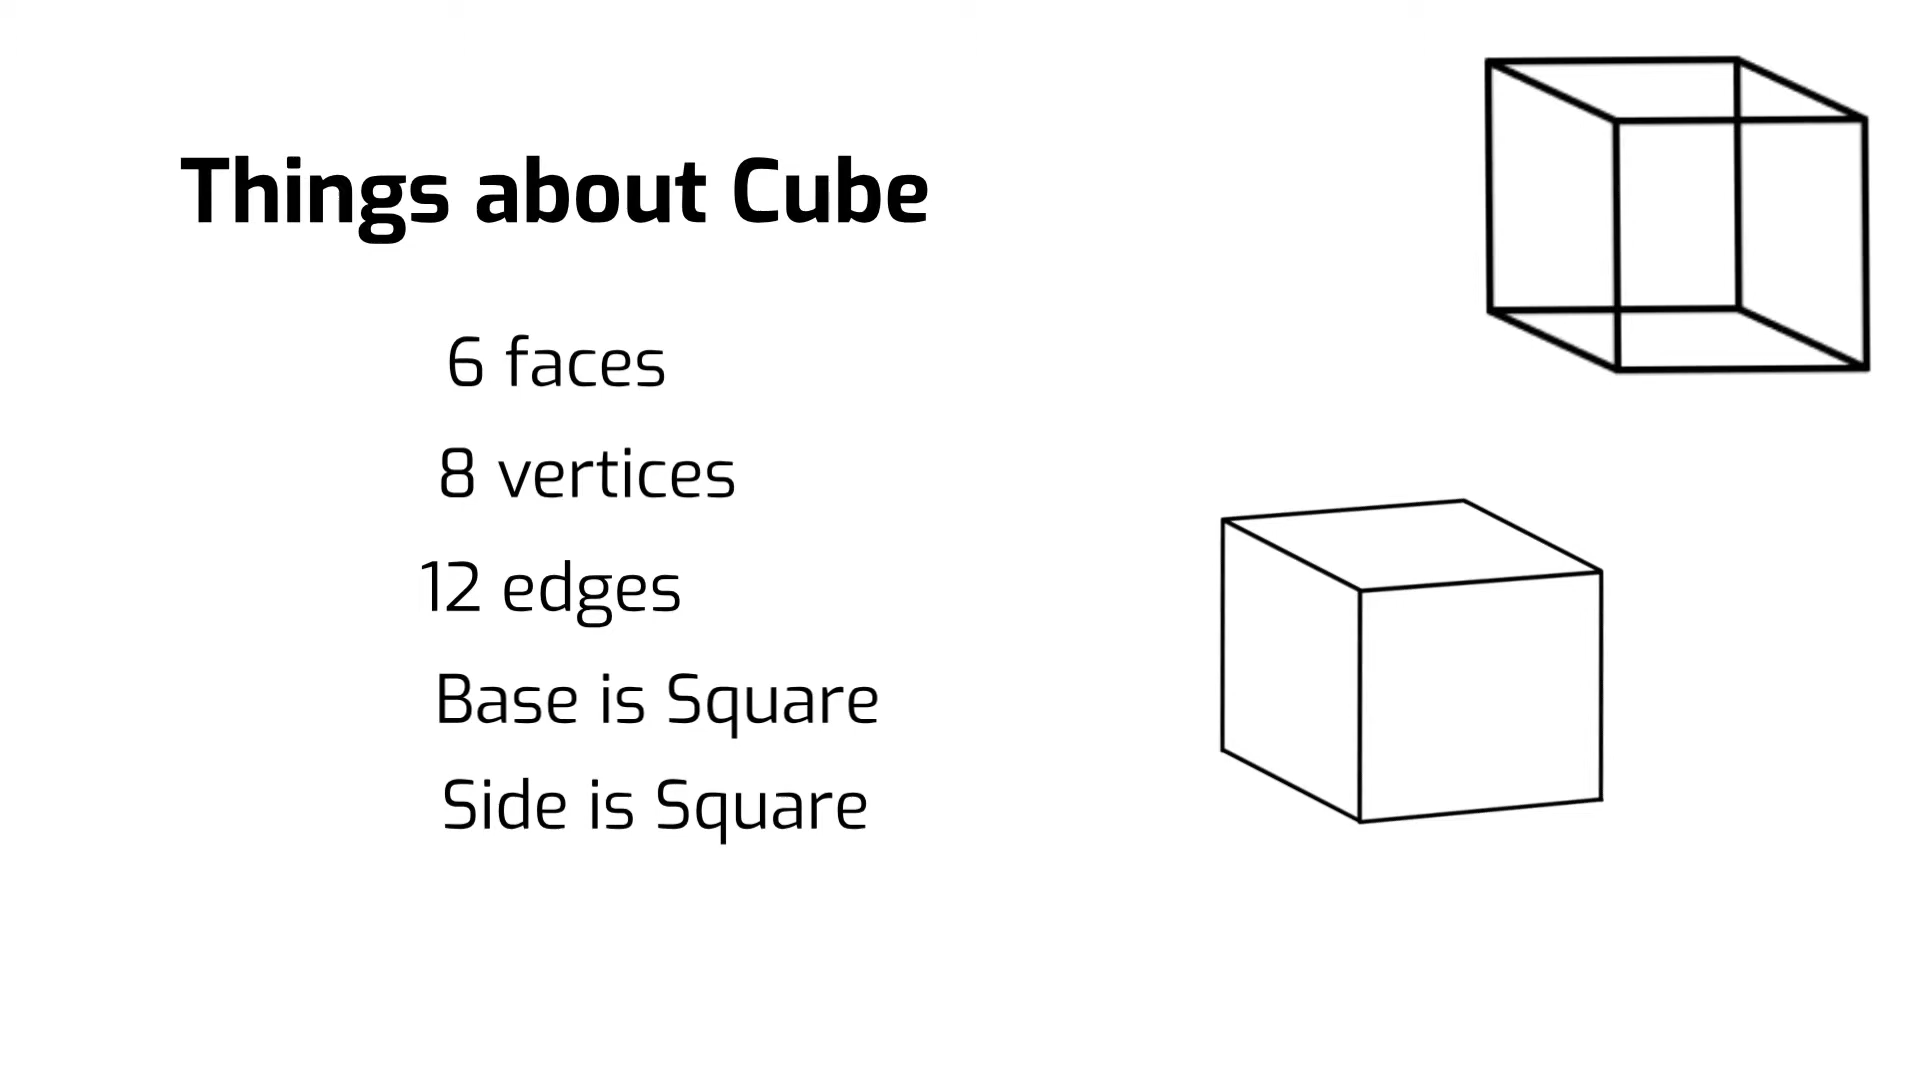 Things about Cube
6 faces
8 vertices
12 edges
Base is Square
Side is Square